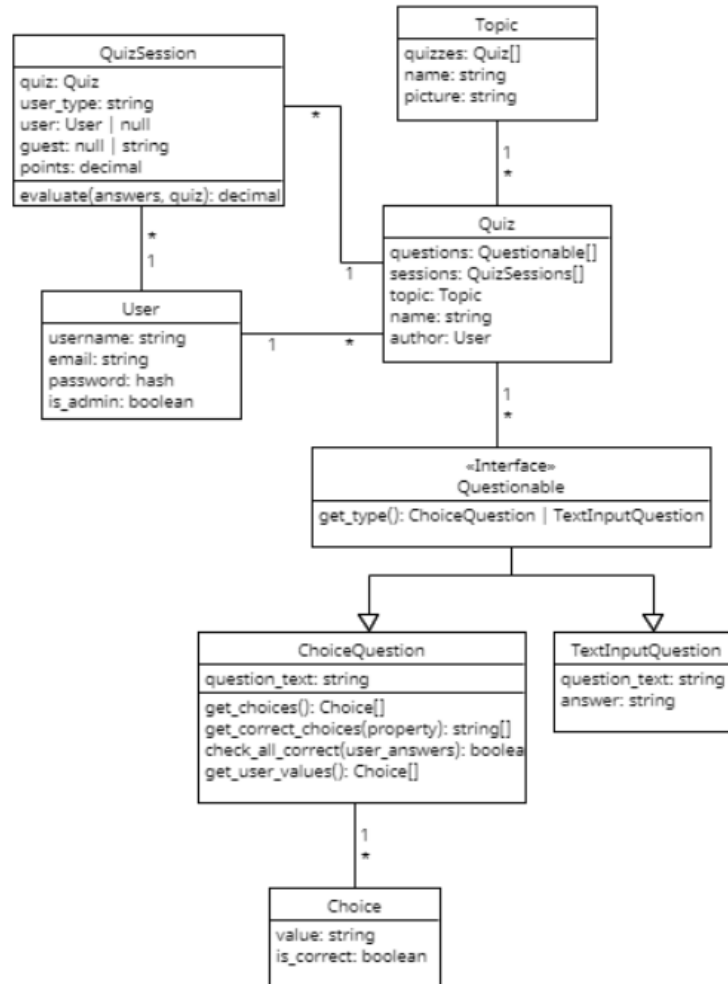 QuizSession
quiz: Quiz
user_type: string
user: User | null
guest: null | string
points: decimal
evaluate(answers, quiz): decimal
Topic
quizzes: Quiz[]
name: string
picture: string
*
1
*
Quiz
questions: Questionable[]
sessions: QuizSessions[]
topic: Topic
name: string
author: User
*
1
1
User
username: string
email: string
password: hash
is_admin: boolean
1
*
1
*
«Interface»
Questionable
get_type(): ChoiceQuestion | TextInputQuestion
ChoiceQuestion
question_text: string
get_choices(): Choice[]
get_correct_choices(property): string[]
check_all_correct(user_answers): boolea
get_user_values(): Choice[]
TextInputQuestion
question_text: string
answer: string
1
*
Choice
value: string
is_correct: boolean